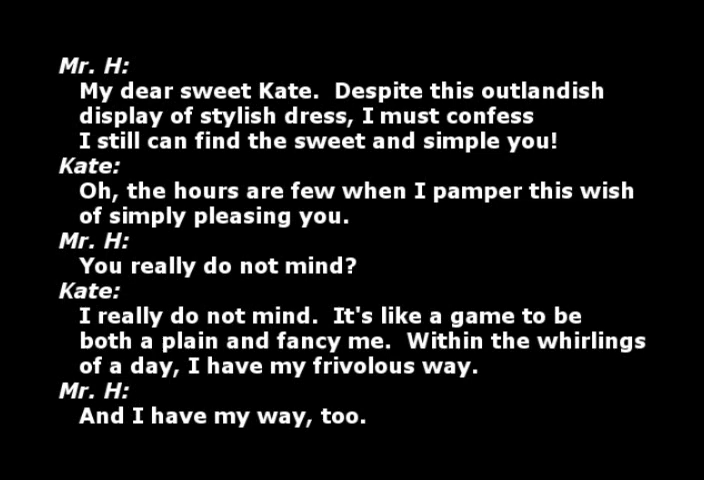 Mr. H:
My dear sweet Kate.  Despite this outlandish
display of stylish dress, I must confess
I still can find the sweet and simple you!
Kate:
Oh, the hours are few when I pamper this wish
of simply pleasing you.
Mr. H:
You really do not mind?
Kate:
I really do not mind.  It's like a game to be
both a plain and fancy me.  Within the whirlings
of a day, I have my frivolous way.
Mr. H:
And I have my way, too.